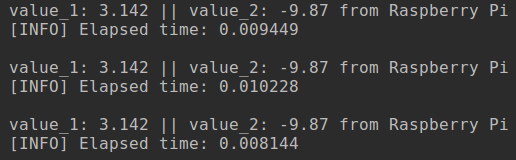 value_1: 3.142 || value_2: -9.87 from Raspberry Pi
[INFO] Elapsed time: 0.009449
value_1: 3.142 || value_2: -9.87 from Raspberry Pi
[INFO] Elapsed time: 0.010228
value_1: 3.142 || value_2: -9.87 from Raspberry Pi
[INFO] Elapsed time: 0.008144